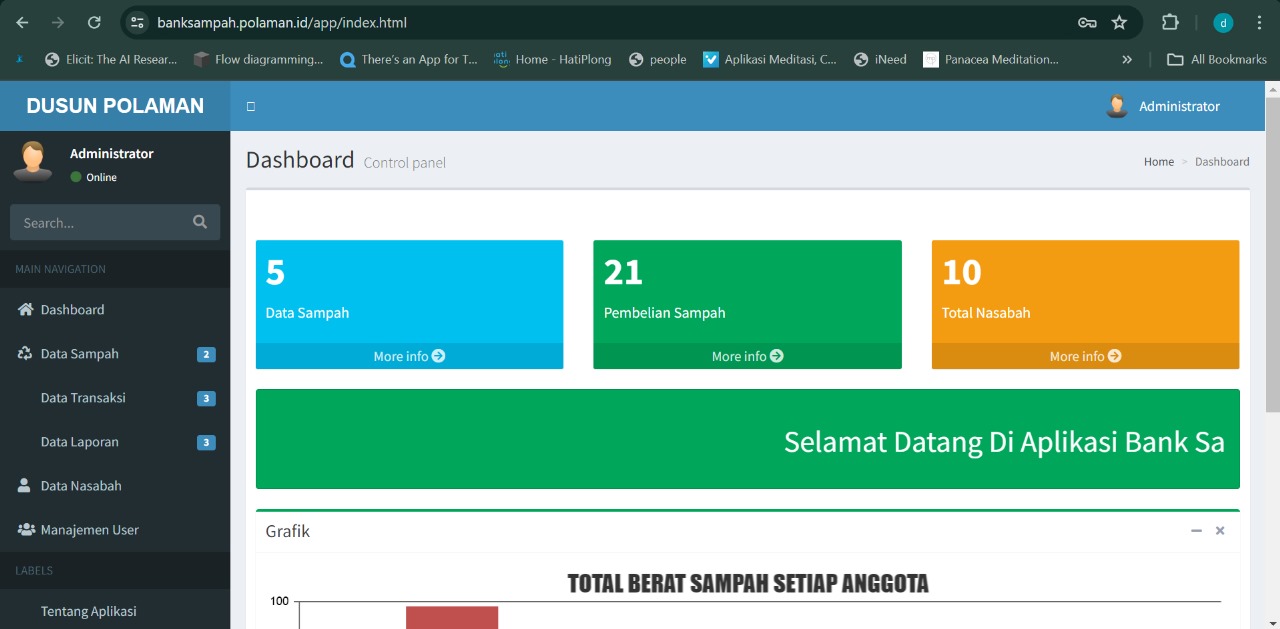 banksampah.polaman.id/app/index.html
d
Elicit: The AI Resear...
Flow diagramming...
There's an App for T...
Home - HatiPlong
people
Aplikasi Meditasi, C...
iNeed
Panacea Meditation...
»
All Bookmarks
DUSUN POLAMAN
Administrator
Administrator
Online
Search...
MAIN NAVIGATION
Dashboard
Data Sampah 2
Data Transaksi 3
Data Laporan 3
Data Nasabah
Manajemen User
LABELS
Tentang Aplikasi
Dashboard Control panel
Home > Dashboard
5
Data Sampah
More info
21
Pembelian Sampah
More info
10
Total Nasabah
More info
Selamat Datang Di Aplikasi Bank Sa
Grafik
TOTAL BERAT SAMPAH SETIAP ANGGOTA
100